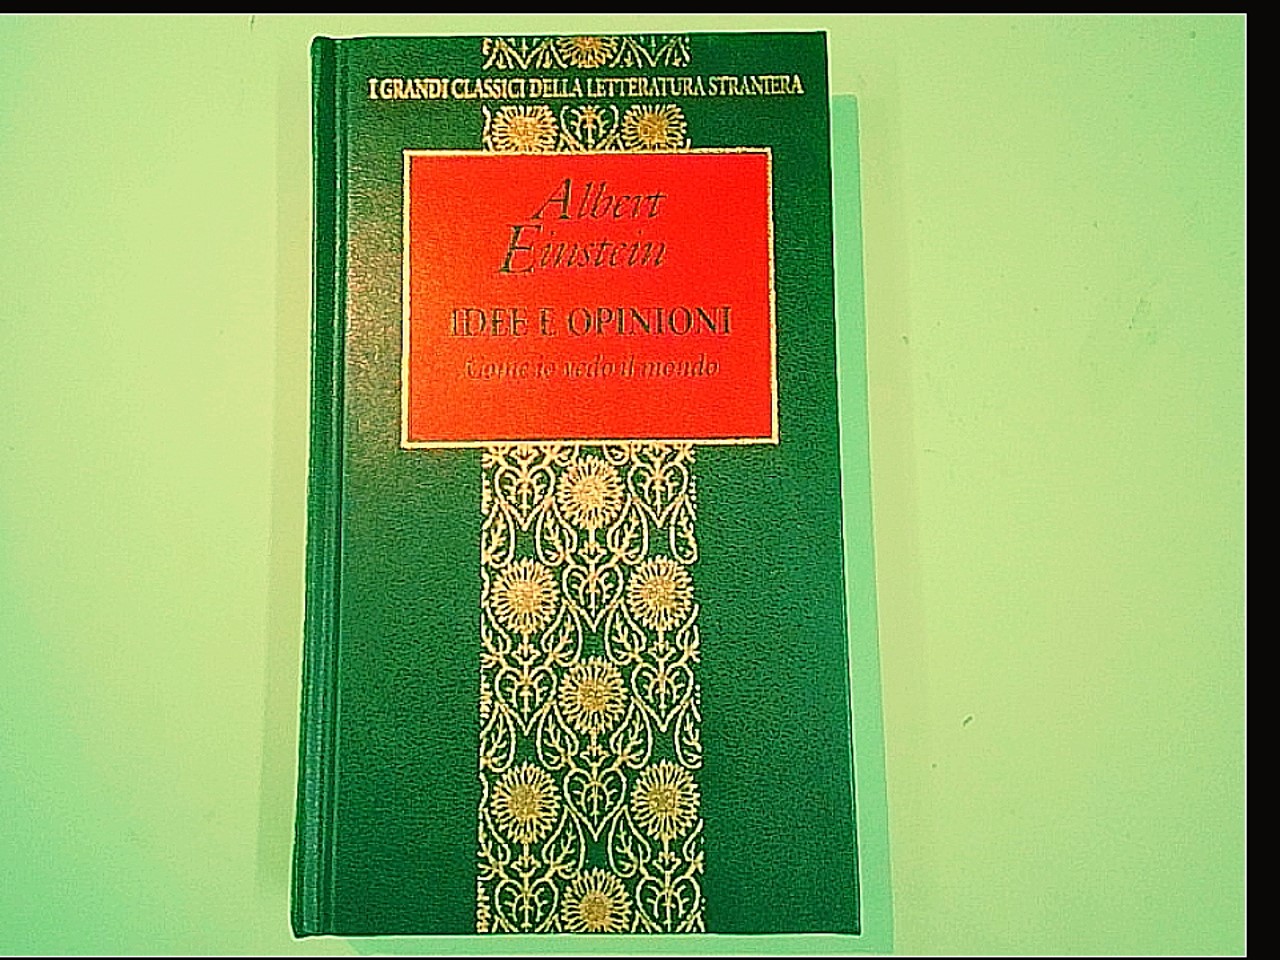 I GRANDI CLASSICI DELLA LETTERATURA STRANIERA
Albert
Einstein
IDEE E OPINIONI
Come io vedo il mondo